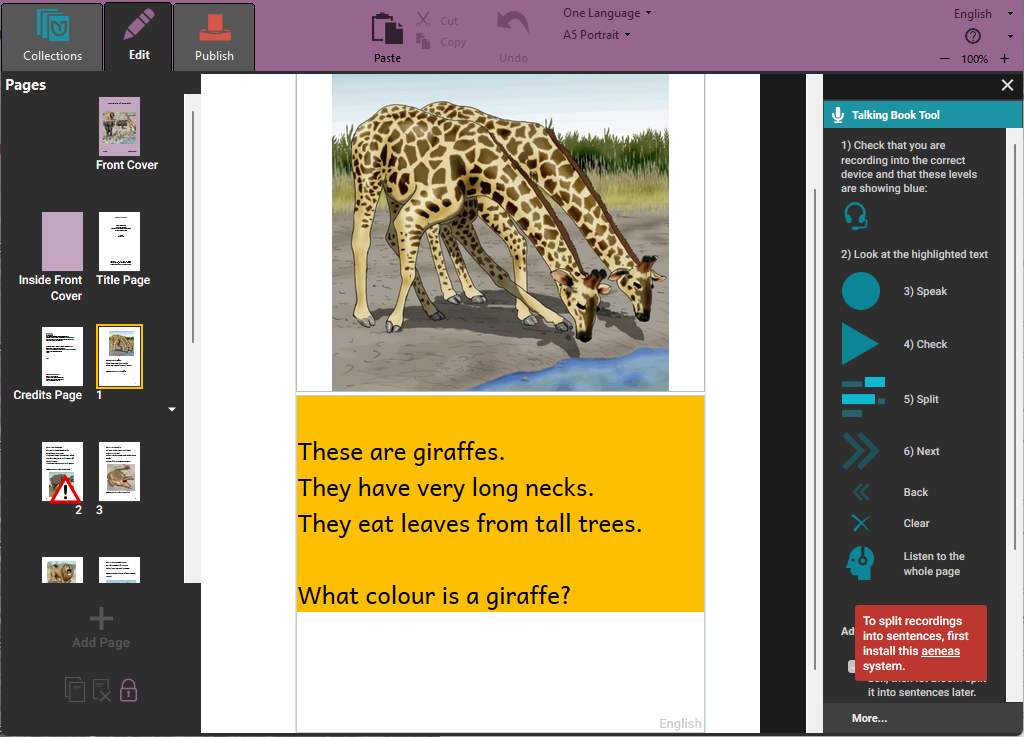 Collections
Edit
Publish
Paste
Cut
Copy
Undo
One Language
A5 Portrait
English
100%
Pages
Front Cover
Inside Front
Cover
Title Page
Credits Page
1
2
3
Add Page
These are giraffes.
They have very long necks.
They eat leaves from tall trees.
What colour is a giraffe?
English
Talking Book Tool
1) Check that you are
recording into the correct
device and that these levels
are showing blue:
2) Look at the highlighted text
3) Speak
4) Check
5) Split
6) Next
Back
Clear
Listen to the
whole page
To split recordings
into sentences, first
install this aeneas
system.
it into sentences later.
More...